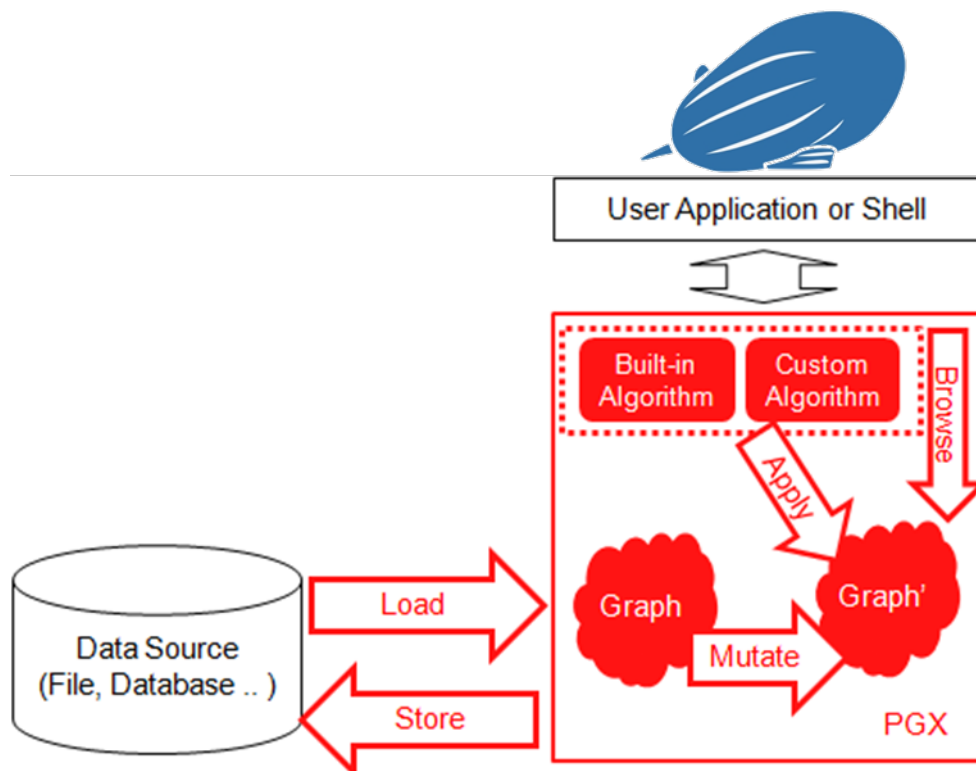 User Application or Shell
Built-in
Algorithm
Custom
Algorithm
Browse
Apply
Graph
Graph'
Mutate
Load
Data Source
(File, Database .. )
Store
PGX